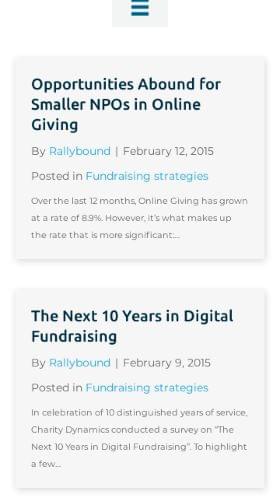 Opportunities Abound for
Smaller NPOs in Online
Giving
By Rallybound | February 12, 2015
Posted in Fundraising strategies
Over the last 12 months, Online Giving has grown
at a rate of 8.9%. However, it's what makes up
the rate that is more significant:...
The Next 10 Years in Digital
Fundraising
By Rallybound | February 9, 2015
Posted in Fundraising strategies
In celebration of 10 distinguished years of service,
Charity Dynamics conducted a survey on "The
Next 10 Years in Digital Fundraising". To highlight
a few...